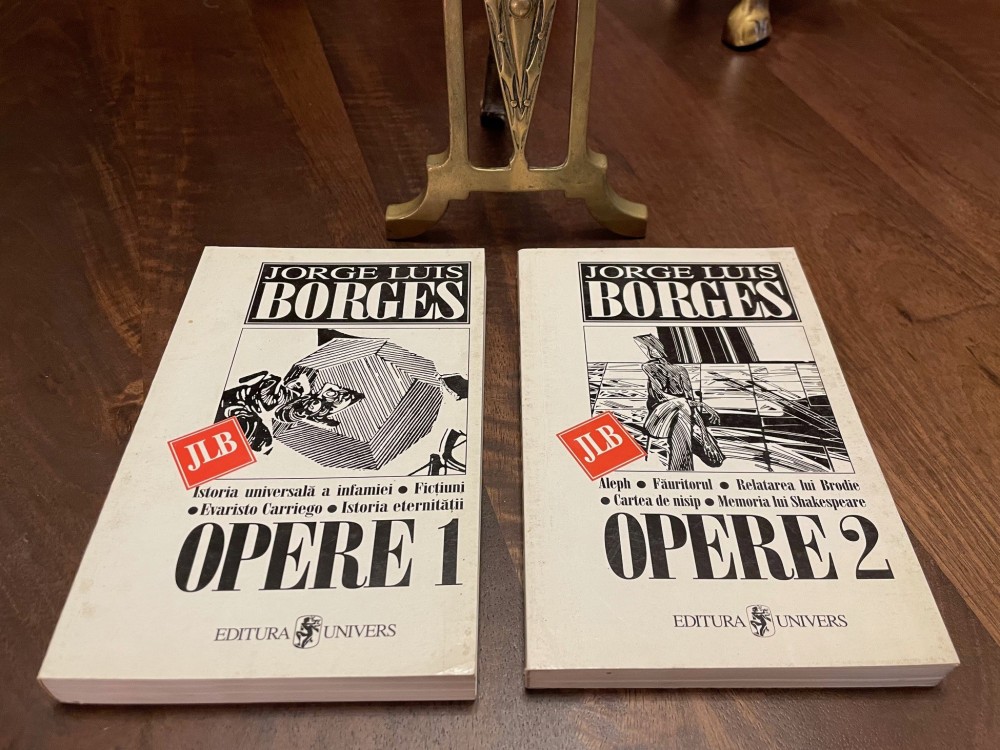 JORGE LUIS
BORGES
JLB
Istoria universală a infamiei • Ficțiuni
• Evaristo Carriego • Istoria eternității
OPERE 1
EDITURA UNIVERS
JORGE LUIS
BORGES
JLB
Aleph • Făuritorul • Relatarea lui Brodie
• Cartea de nisip • Memoria lui Shakespeare
OPERE 2
EDITURA UNIVERS